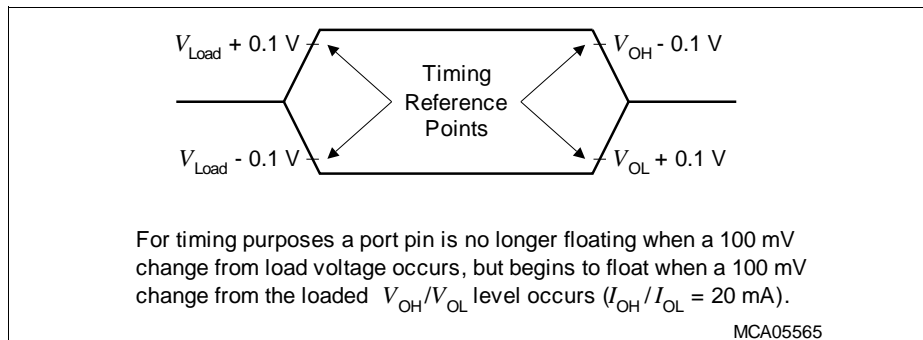 V_Load + 0.1 V
V_OH - 0.1 V
Timing
Reference
Points
V_Load - 0.1 V
V_OL + 0.1 V
For timing purposes a port pin is no longer floating when a 100 mV
change from load voltage occurs, but begins to float when a 100 mV
change from the loaded V_OH/V_OL level occurs (I_OH/I_OL = 20 mA).
MCA05565